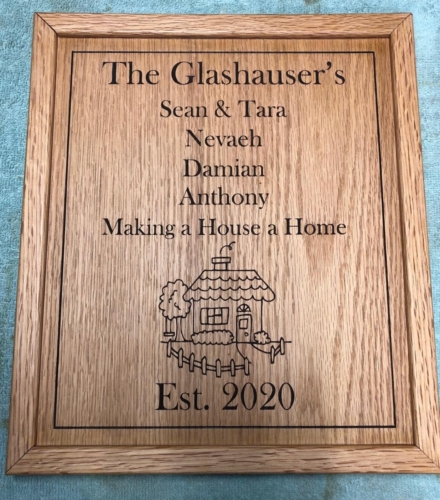 The Glashauser's
Sean & Tara
Nevaeh
Damian
Anthony
Making a House a Home
Est. 2020